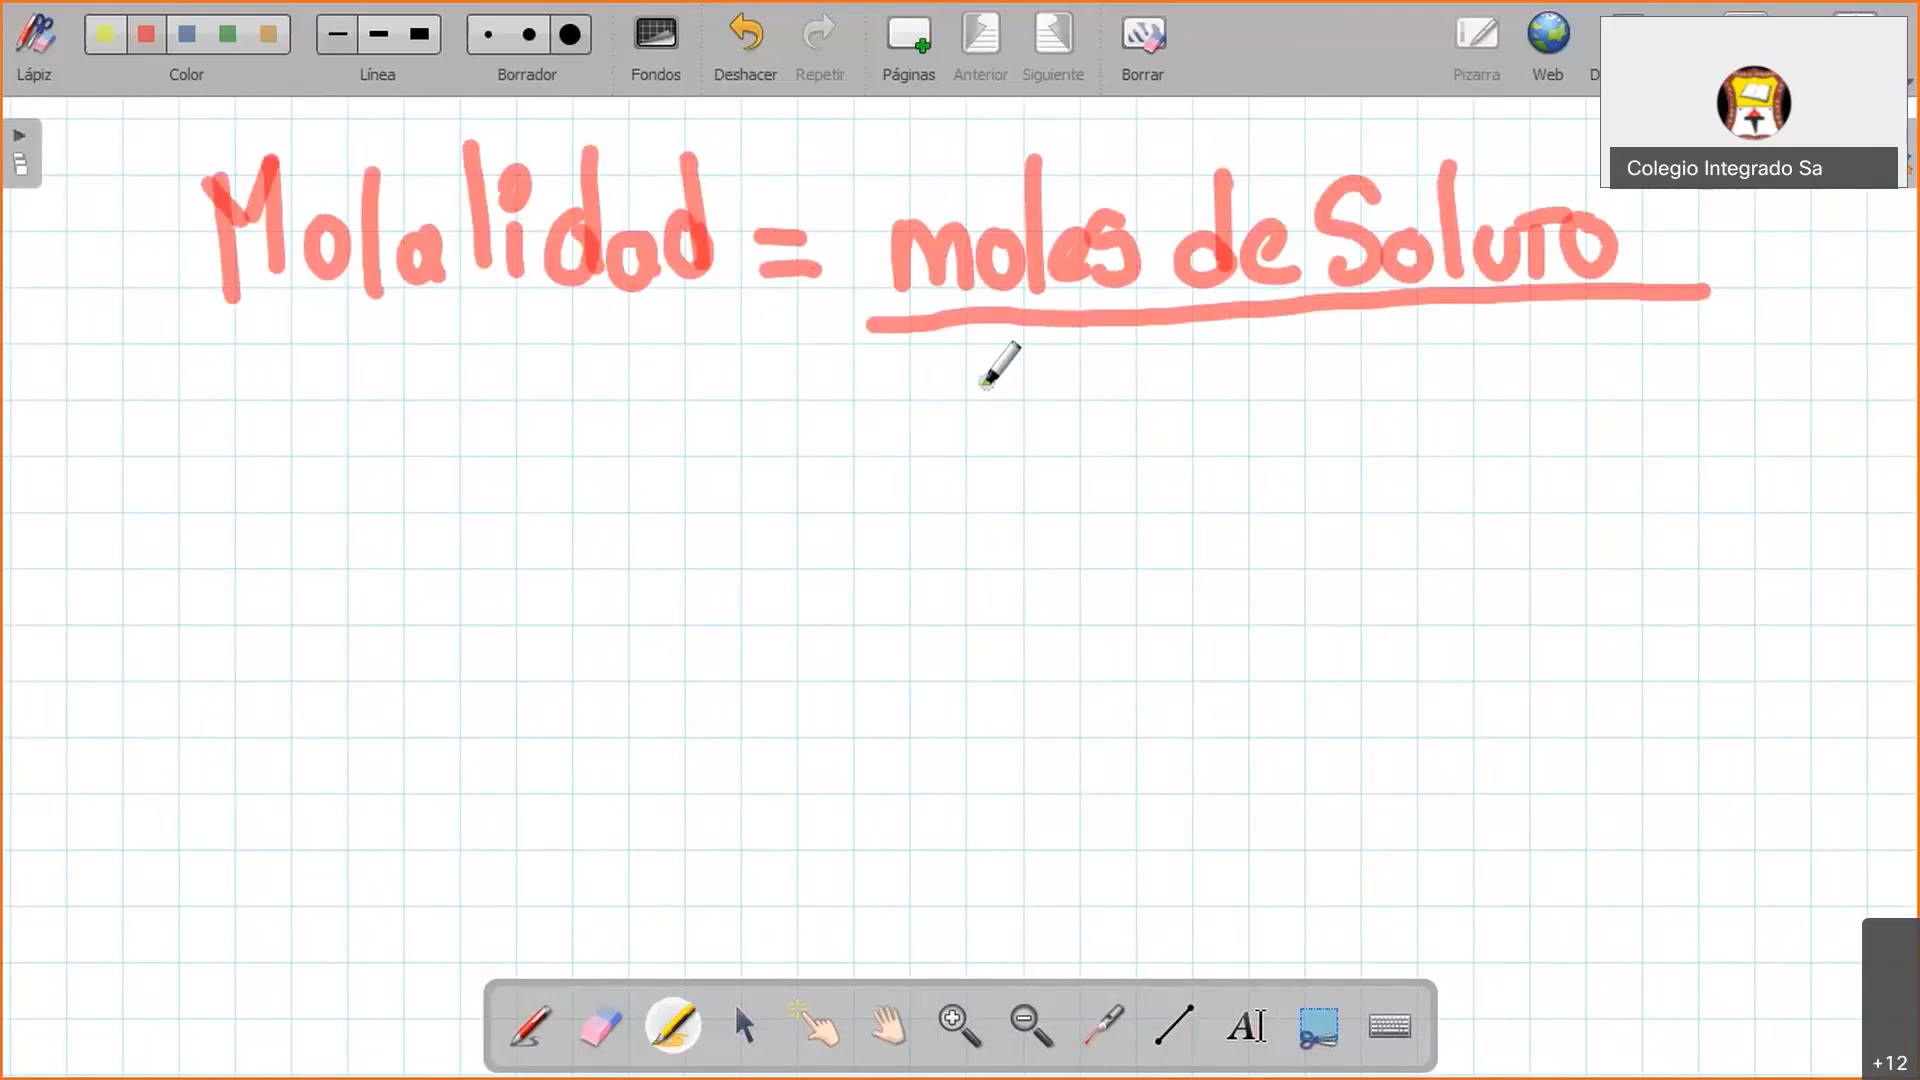 Lápiz Color Línea Borrador Fondos Deshacer Repetir Páginas Anterior Siguiente Borrar Pizarra Web D
Colegio Integrado Sa
Molalidad = moles de Soluto
A
+12